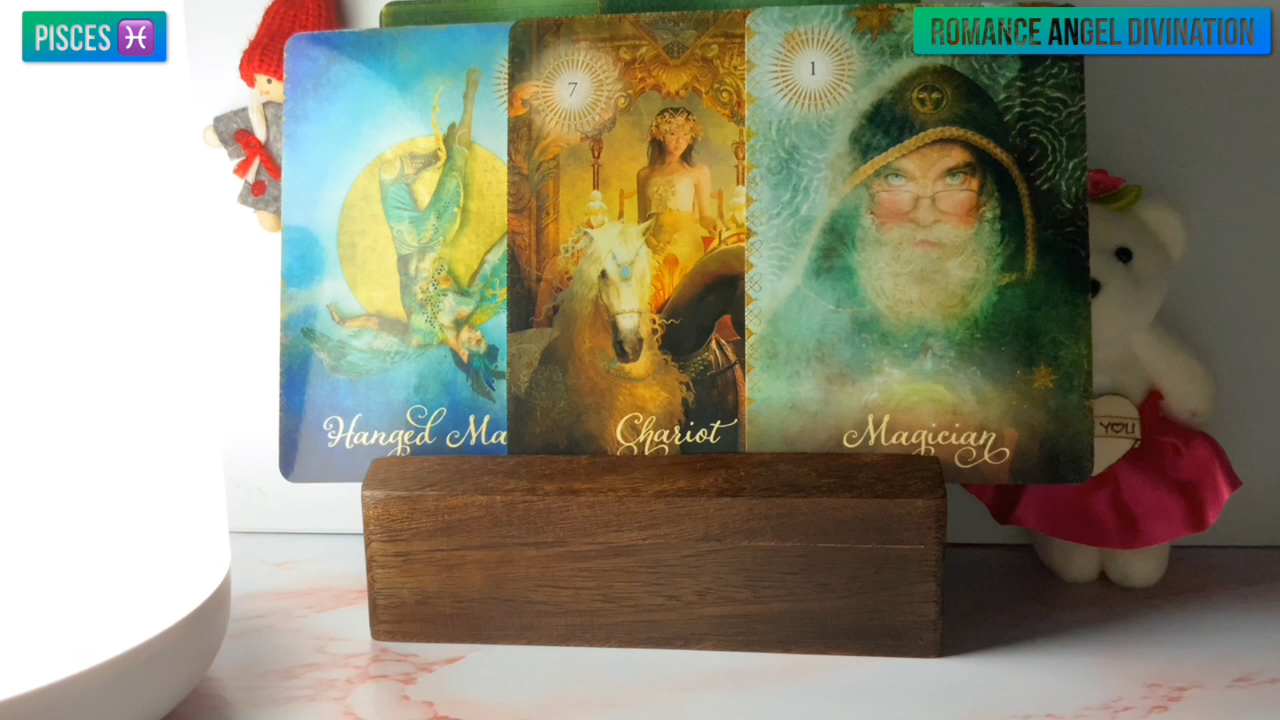 PISCES ♓
ROMANCE ANGEL DIVINATION
7
1
Hanged Ma
Chariot
Magician
YOU!